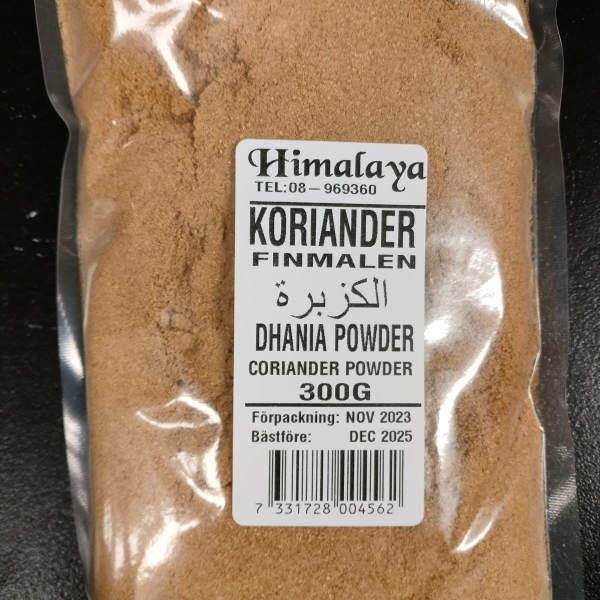 Himalaya
TEL:08-969360
KORIANDER
FINMALEN
الكزبرة
DHANIA POWDER
CORIANDER POWDER
300G
Förpackning: NOV 2023
Bästföre: DEC 2025
7 331728 004562